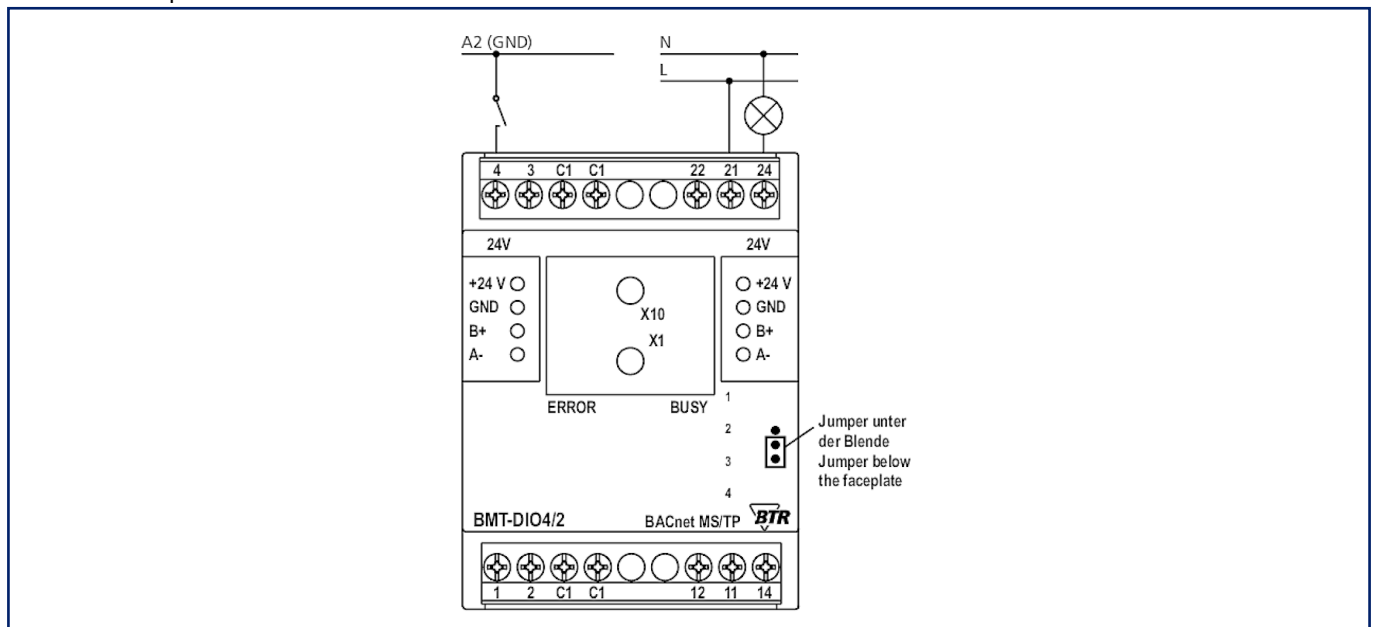 A2 (GND) N
L
4 3 C1 C1 22 21 24
24V 24V
+24 V +24 V
GND GND
X10
B+ B+
X1
A- A-
1
ERROR BUSY
2
Jumper unter
der Blende
3
Jumper below
the faceplate
4
BMT-DIO4/2 BACnet MS/TP BTR
1 2 C1 C1 12 11 14